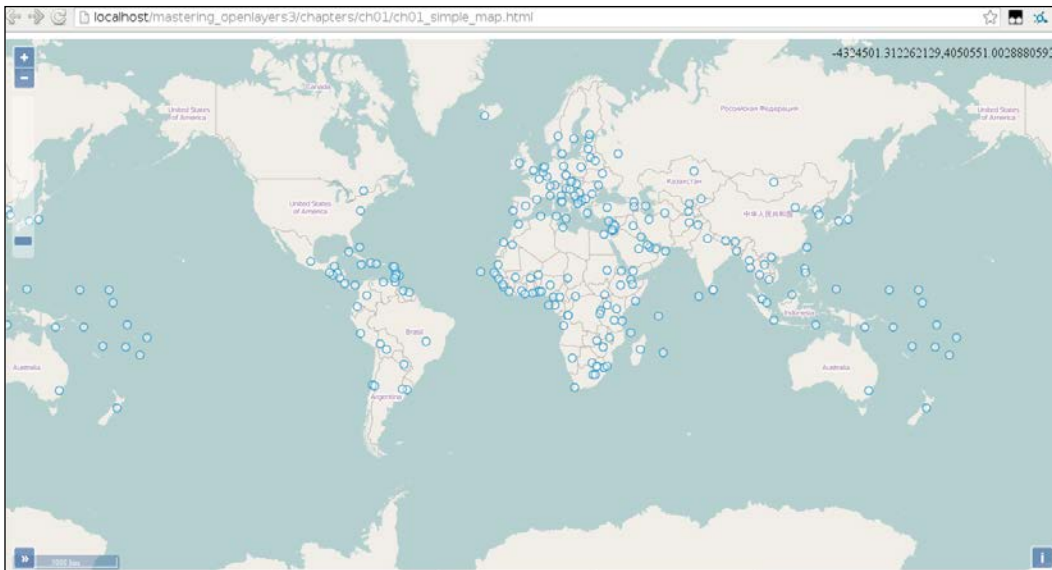 localhost/mastering_openlayers3/chapters/ch01/ch01_simple_map.html
+
−
-4324501.312262129,4050551.002888059
Canada
United States
of America
Российская Федерация
United States
of America
Казахстан
United States
of America
中华人民共和国
Indonesia
Brasil
Australia
Australia
Argentina
»
1000 km
i